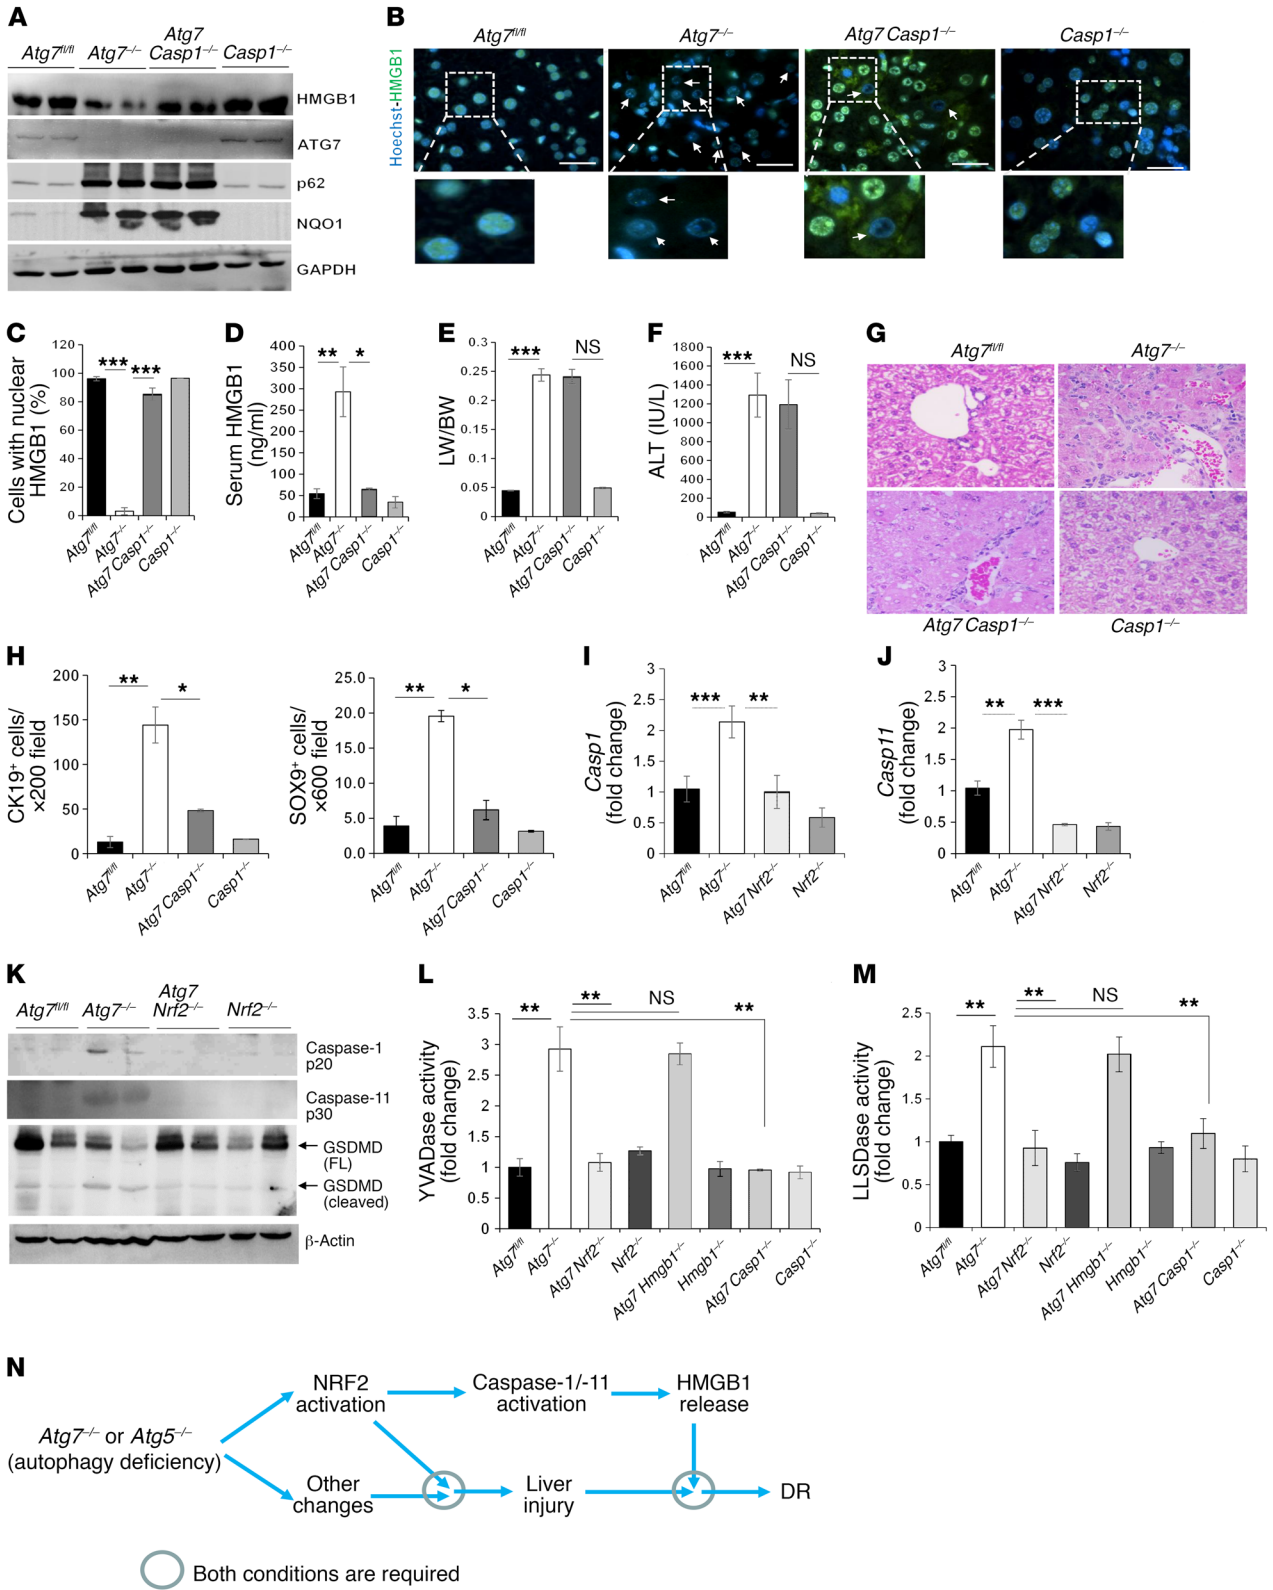 A
Atg7fl/fl Atg7–/– Atg7 Casp1–/– Casp1–/–
HMGB1
ATG7
p62
NQO1
GAPDH
B
Atg7fl/fl Atg7–/– Atg7 Casp1–/– Casp1–/–
Hoechst-HMGB1
C
Cells with nuclear
HMGB1 (%)
120
100
80
60
40
20
0
*** ***
Atg7fl/fl
Atg7–/–
Atg7 Casp1–/–
Casp1–/–
D
Serum HMGB1
(ng/ml)
400
350
300
250
200
150
100
50
0
** *
Atg7fl/fl
Atg7–/–
Atg7 Casp1–/–
Casp1–/–
E
LW/BW
0.3
0.25
0.2
0.15
0.1
0.05
0
*** NS
Atg7fl/fl
Atg7–/–
Atg7 Casp1–/–
Casp1–/–
F
ALT (IU/L)
1800
1600
1400
1200
1000
800
600
400
200
0
*** NS
Atg7fl/fl
Atg7–/–
Atg7 Casp1–/–
Casp1–/–
G
Atg7fl/fl Atg7–/–
Atg7 Casp1–/– Casp1–/–
H
CK19+ cells/
×200 field
200
150
100
50
0
** *
Atg7fl/fl
Atg7–/–
Atg7 Casp1–/–
Casp1–/–
SOX9+ cells/
×600 field
25.0
20.0
15.0
10.0
5.0
0.0
** *
Atg7fl/fl
Atg7–/–
Atg7 Casp1–/–
Casp1–/–
I
Casp1
(fold change)
3
2.5
2
1.5
1
0.5
0
*** **
Atg7fl/fl
Atg7–/–
Atg7 Nrf2–/–
Nrf2–/–
J
Casp11
(fold change)
3
2.5
2
1.5
1
0.5
0
** ***
Atg7fl/fl
Atg7–/–
Atg7 Nrf2–/–
Nrf2–/–
K
Atg7fl/fl Atg7–/– Atg7 Nrf2–/– Nrf2–/–
Caspase-1
p20
Caspase-11
p30
GSDMD
(FL)
GSDMD
(cleaved)
β-Actin
L
YVADase activity
(fold change)
3.5
3
2.5
2
1.5
1
0.5
0
** ** NS **
Atg7fl/fl
Atg7–/–
Atg7 Nrf2–/–
Nrf2–/–
Atg7 Hmgb1–/–
Hmgb1–/–
Atg7 Casp1–/–
Casp1–/–
M
LLSDase activity
(fold change)
2.5
2
1.5
1
0.5
0
** ** NS **
Atg7fl/fl
Atg7–/–
Atg7 Nrf2–/–
Nrf2–/–
Atg7 Hmgb1–/–
Hmgb1–/–
Atg7 Casp1–/–
Casp1–/–
N
Atg7–/– or Atg5–/–
(autophagy deficiency)
NRF2
activation
Caspase-1/-11
activation
HMGB1
release
Other
changes
Liver
injury
DR
Both conditions are required